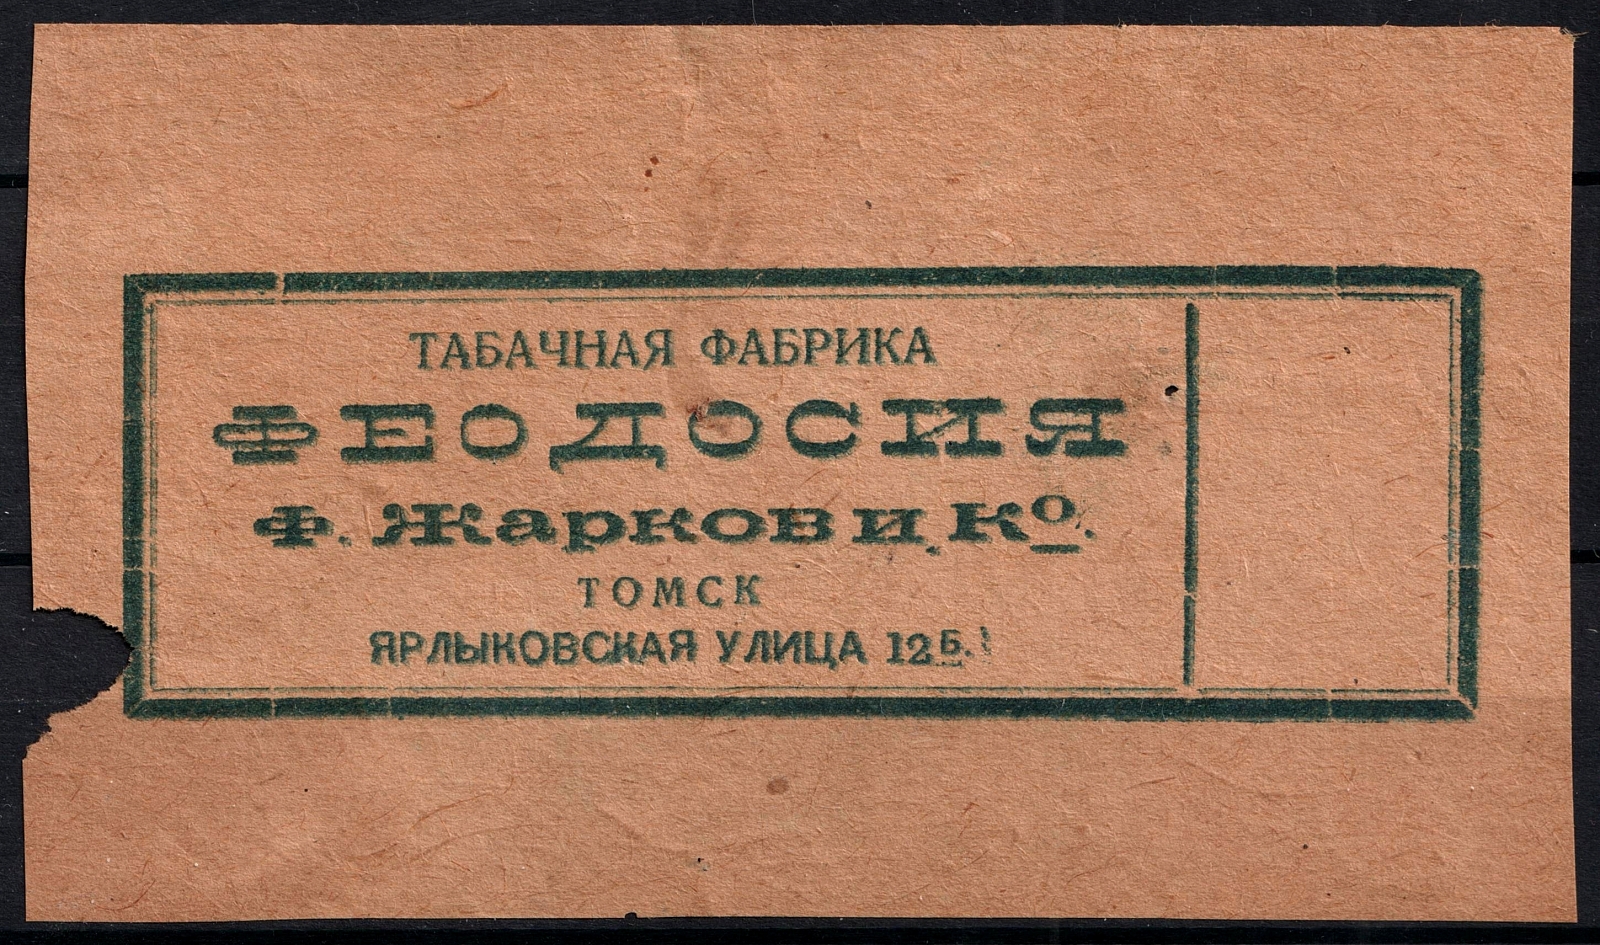 ТАБАЧНАЯ ФАБРИКА
ФЕОДОСИЯ
Ф. Жарков и Ко.
ТОМСК
ЯРЛЫКОВСКАЯ УЛИЦА 12Б.